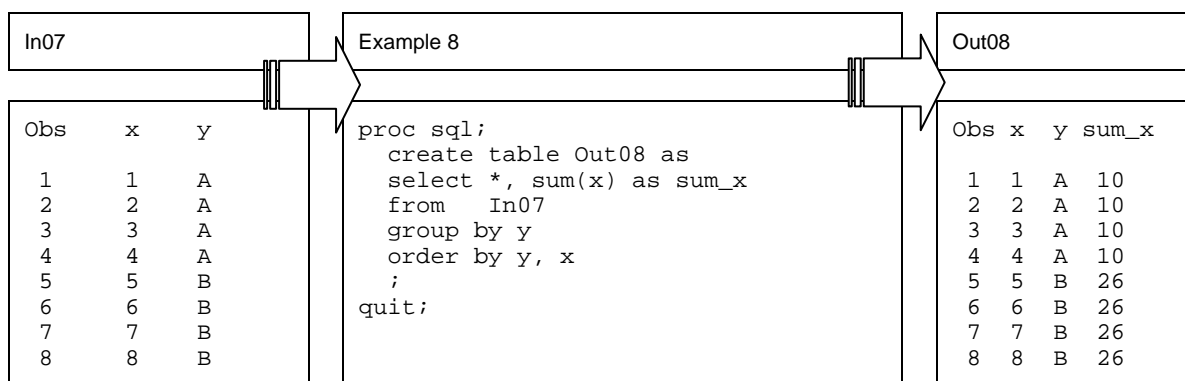 In07
Example 8
Out08
Obs x y
1 1 A
2 2 A
3 3 A
4 4 A
5 5 B
6 6 B
7 7 B
8 8 B
proc sql;
create table Out08 as
select *, sum(x) as sum_x
from In07
group by y
order by y, x
;
quit;
Obs x y sum_x
1 1 A 10
2 2 A 10
3 3 A 10
4 4 A 10
5 5 B 26
6 6 B 26
7 7 B 26
8 8 B 26